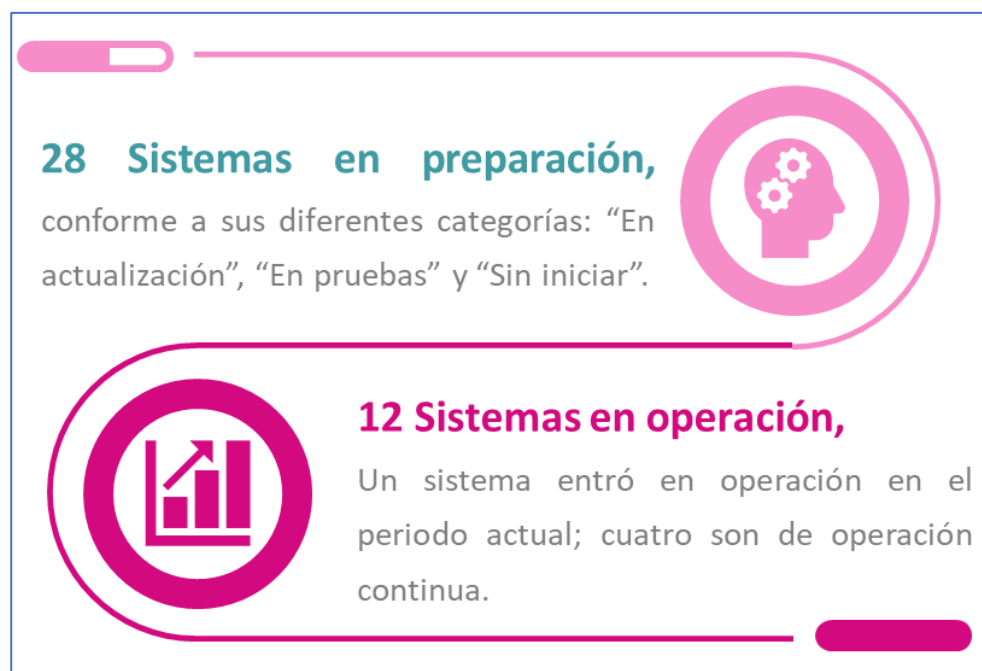 28 Sistemas en preparación,
conforme a sus diferentes categorías: “En
actualización”, “En pruebas” y “Sin iniciar”.
12 Sistemas en operación,
Un sistema entró en operación en el
periodo actual; cuatro son de operación
continua.